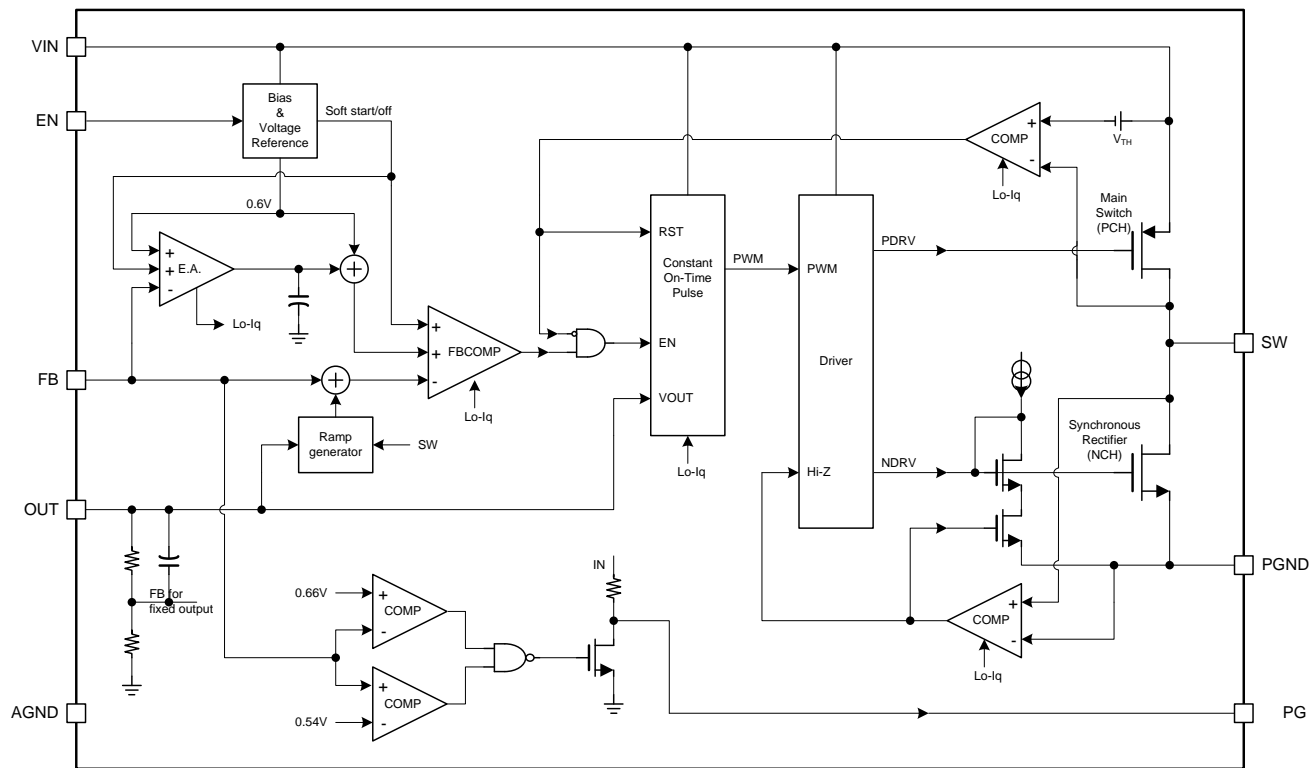 VIN
EN
Bias
&
Voltage
Reference
Soft start/off
0.6V
+
+
-
E.A.
+
Lo-Iq
FB
+
+
+
-
FBCOMP
Lo-Iq
Ramp
generator
SW
OUT
FB for
fixed output
AGND
0.66V
+
-
COMP
+
-
COMP
0.54V
IN
RST
Constant
On-Time
Pulse
EN
VOUT
Lo-Iq
PWM
PWM
Driver
Hi-Z
PDRV
NDRV
COMP
+
-
Lo-Iq
VTH
Main
Switch
(PCH)
SW
Synchronous
Rectifier
(NCH)
PGND
COMP
+
-
Lo-Iq
PG